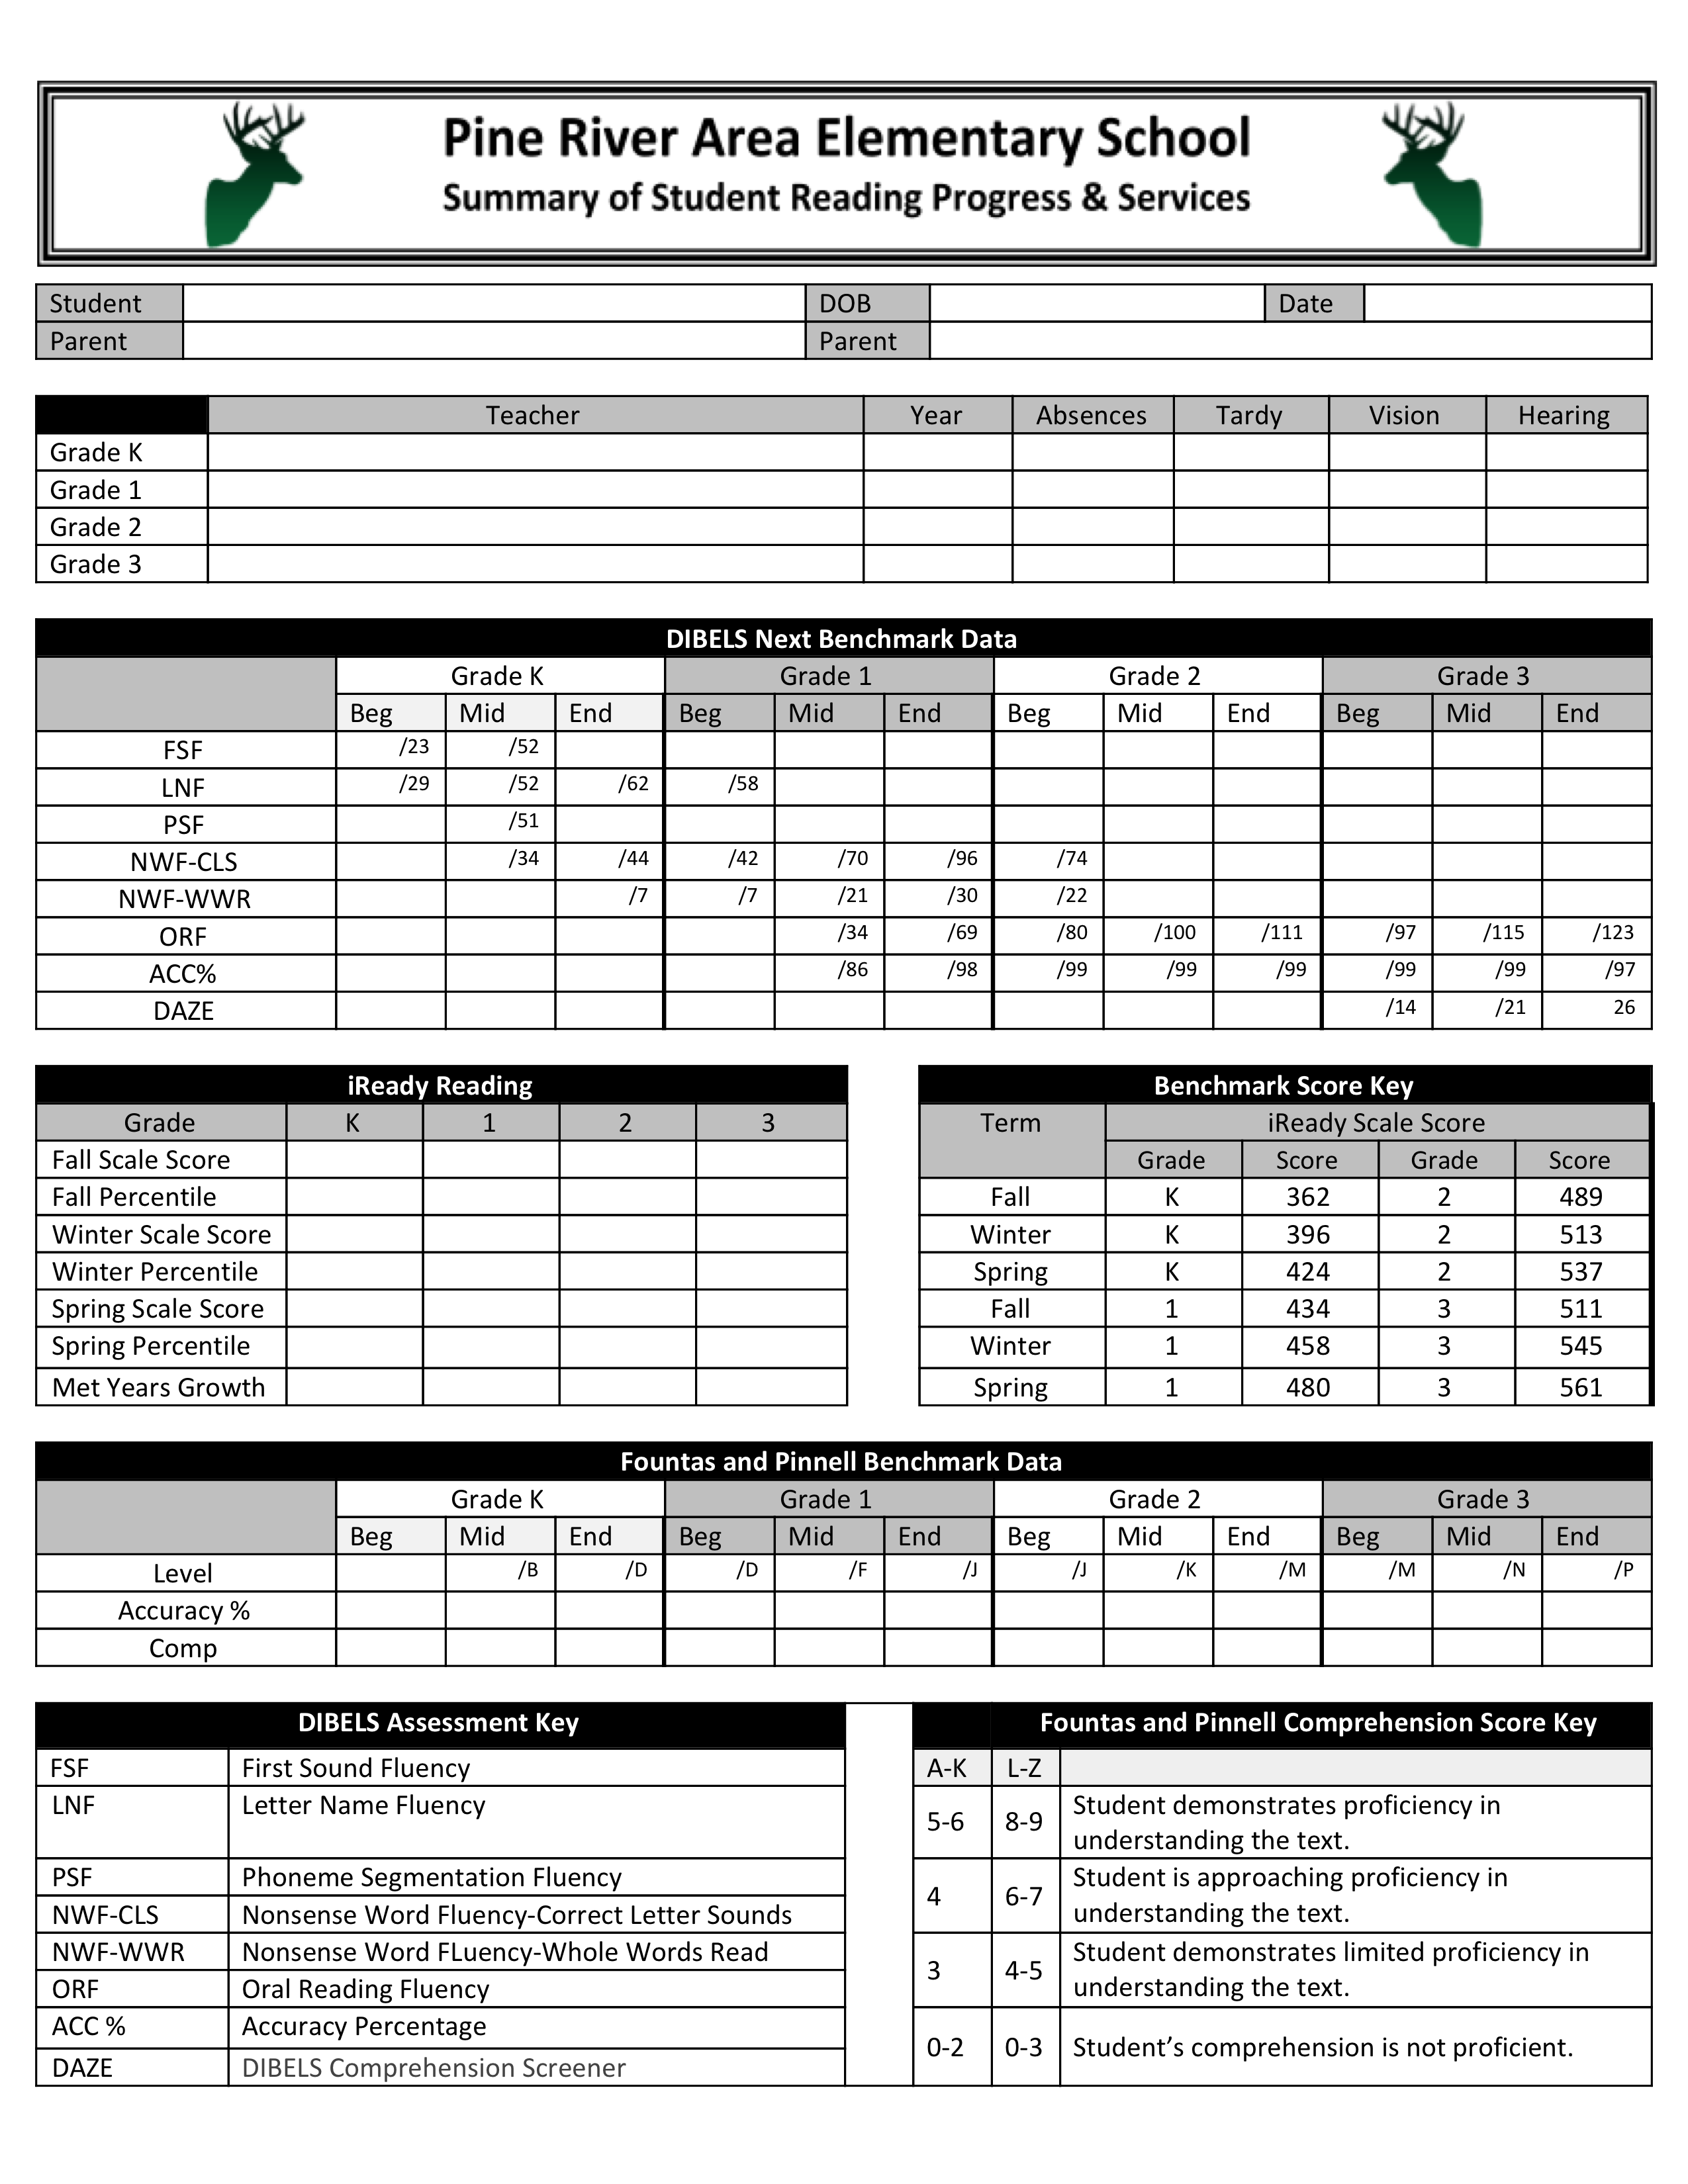 Pine River Area Elementary School
Summary of Student Reading Progress & Services
Student DOB Date
Parent Parent
Teacher Year Absences Tardy Vision Hearing
Grade K
Grade 1
Grade 2
Grade 3
DIBELS Next Benchmark Data
Grade K Grade 1 Grade 2 Grade 3
Beg Mid End Beg Mid End Beg Mid End Beg Mid End
FSF /23 /52
LNF /29 /52 /62 /58
PSF /51
NWF-CLS /34 /44 /42 /70 /96 /74
NWF-WWR /7 /7 /21 /30 /22
ORF /34 /69 /80 /100 /111 /97 /115 /123
ACC% /86 /98 /99 /99 /99 /99 /99 /97
DAZE /14 /21 26
iReady Reading
Grade K 1 2 3
Fall Scale Score
Fall Percentile
Winter Scale Score
Winter Percentile
Spring Scale Score
Spring Percentile
Met Years Growth
Benchmark Score Key
Term iReady Scale Score
Grade Score Grade Score
Fall K 362 2 489
Winter K 396 2 513
Spring K 424 2 537
Fall 1 434 3 511
Winter 1 458 3 545
Spring 1 480 3 561
Fountas and Pinnell Benchmark Data
Grade K Grade 1 Grade 2 Grade 3
Beg Mid End Beg Mid End Beg Mid End Beg Mid End
Level /B /D /D /F /J /J /K /M /M /N /P
Accuracy %
Comp
DIBELS Assessment Key
FSF First Sound Fluency
LNF Letter Name Fluency
PSF Phoneme Segmentation Fluency
NWF-CLS Nonsense Word Fluency-Correct Letter Sounds
NWF-WWR Nonsense Word FLuency-Whole Words Read
ORF Oral Reading Fluency
ACC % Accuracy Percentage
DAZE DIBELS Comprehension Screener
Fountas and Pinnell Comprehension Score Key
A-K L-Z
5-6 8-9 Student demonstrates proficiency in
understanding the text.
4 6-7 Student is approaching proficiency in
understanding the text.
3 4-5 Student demonstrates limited proficiency in
understanding the text.
0-2 0-3 Student’s comprehension is not proficient.